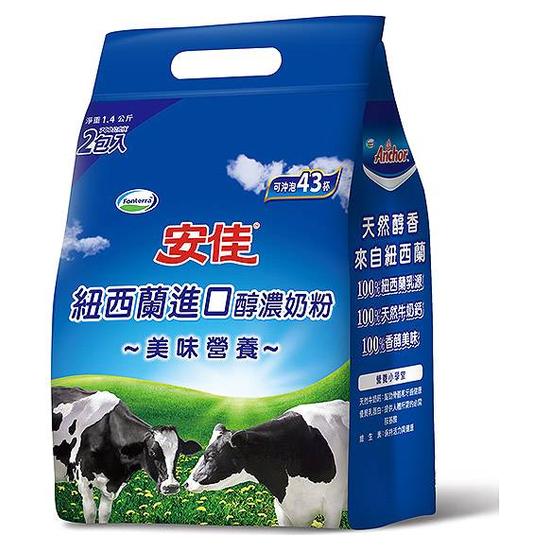 淨重1.4公斤
2包入
Fonterra
可沖泡43杯
安佳
紐西蘭進口醇濃奶粉
~美味營養~
Anchor
天然醇香
來自紐西蘭
100%紐西蘭乳源
100%天然牛奶鈣
100%香醇美味
營養小學堂